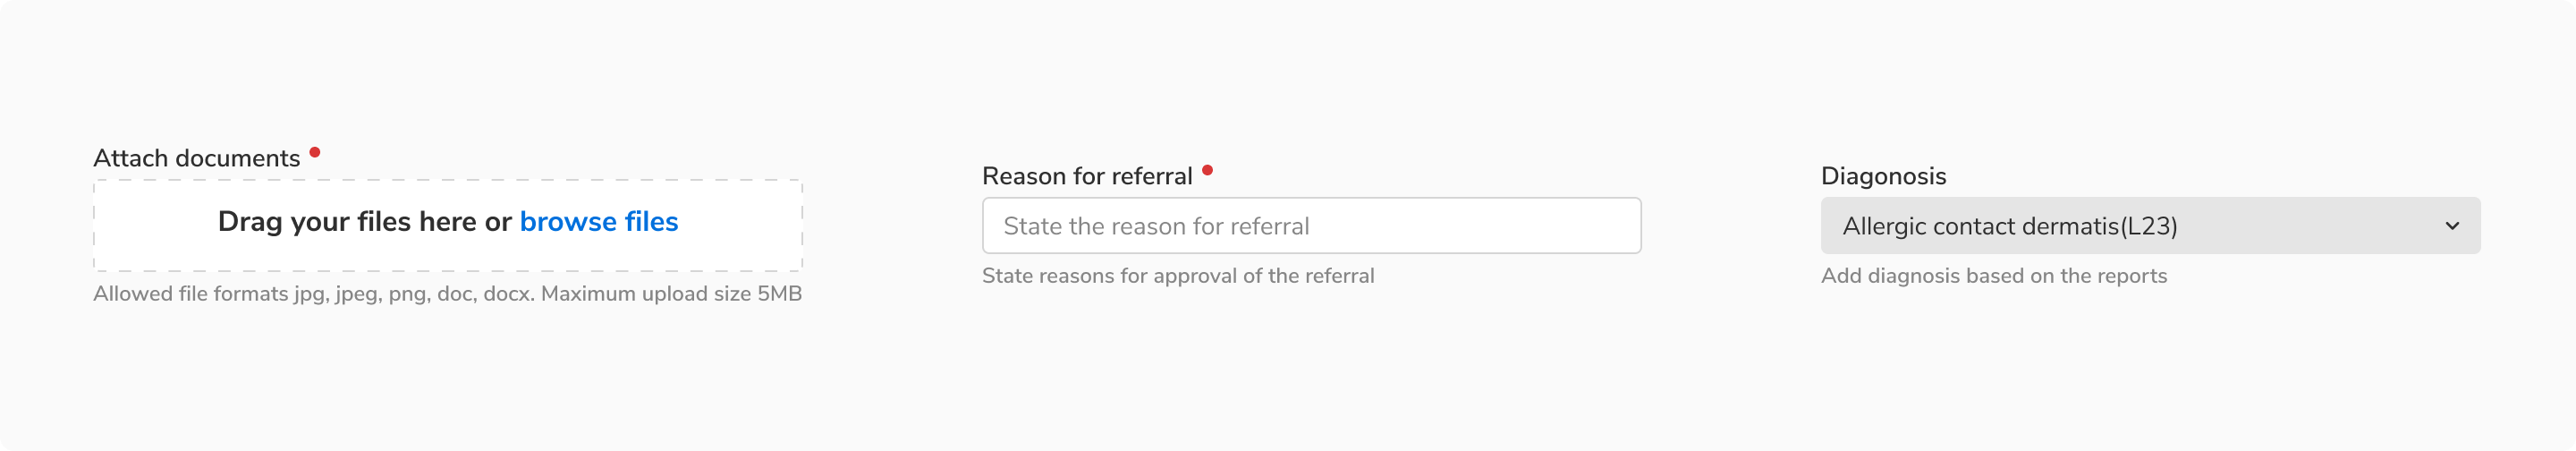 Attach documents
Drag your files here or browse files
Allowed file formats jpg, jpeg, png, doc, docx. Maximum upload size 5MB
Reason for referral
State the reason for referral
State reasons for approval of the referral
Diagonosis
Allergic contact dermatis(L23)
Add diagnosis based on the reports